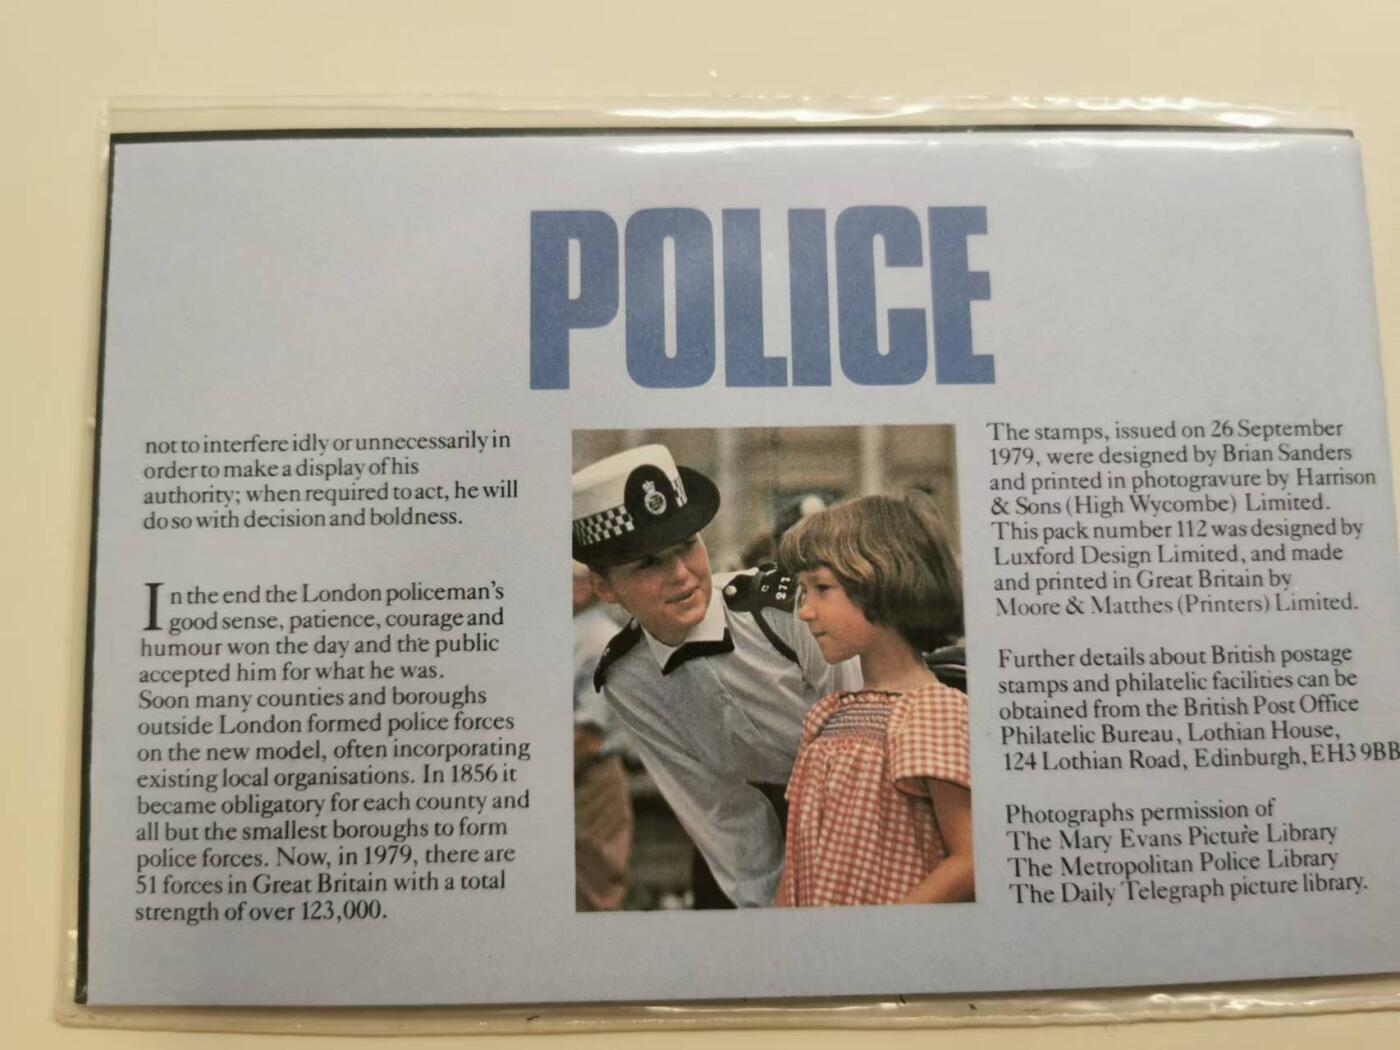 POLICE
not to interfere idly or unnecessarily in
order to make a display of his
authority; when required to act, he will
do so with decision and boldness.
In the end the London policeman's
good sense, patience, courage and
humour won the day and the public
accepted him for what he was.
Soon many counties and boroughs
outside London formed police forces
on the new model, often incorporating
existing local organisations. In 1856 it
became obligatory for each county and
all but the smallest boroughs to form
police forces. Now, in 1979, there are
51 forces in Great Britain with a total
strength of over 123,000.
C
277
The stamps, issued on 26 September
1979, were designed by Brian Sanders
and printed in photogravure by Harrison
& Sons (High Wycombe) Limited.
This pack number 112 was designed by
Luxford Design Limited, and made
and printed in Great Britain by
Moore & Matthes (Printers) Limited.
Further details about British postage
stamps and philatelic facilities can be
obtained from the British Post Office
Philatelic Bureau, Lothian House,
124 Lothian Road, Edinburgh, EH3 9BB
Photographs permission of
The Mary Evans Picture Library
The Metropolitan Police Library
The Daily Telegraph picture library.